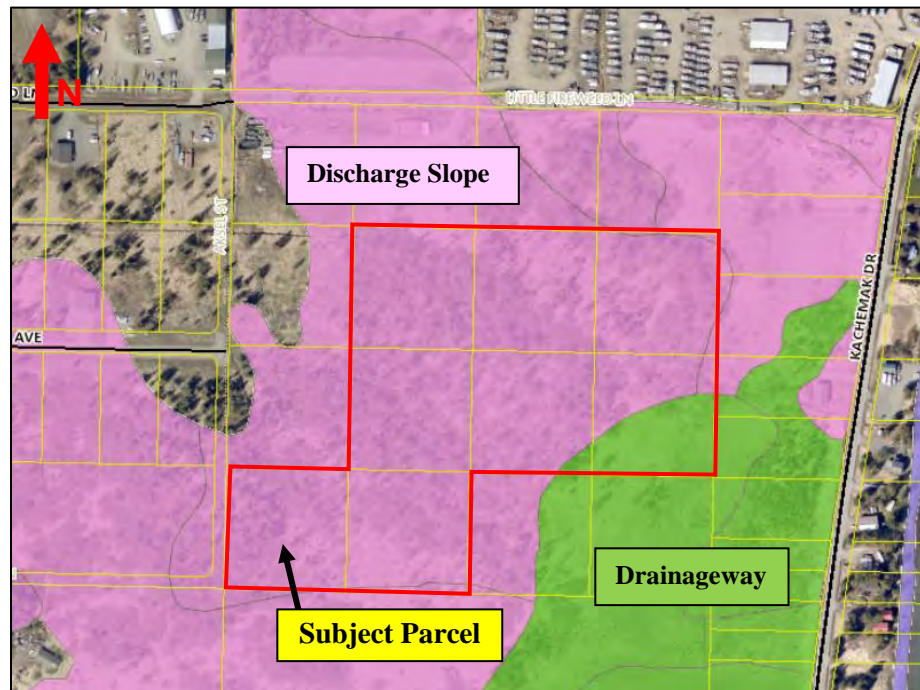 N
LITTLE FIREWEED LN
Discharge Slope
KACHEMAK DR
AVE
Drainageway
Subject Parcel